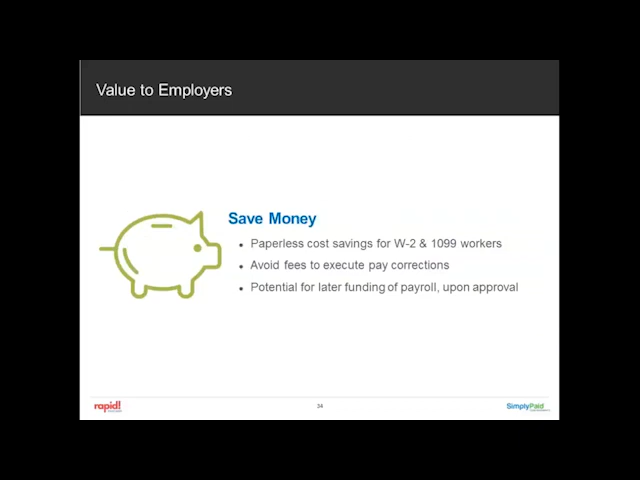 Value to Employers
Save Money
• Paperless cost savings for W-2 & 1099 workers
• Avoid fees to execute pay corrections
• Potential for later funding of payroll, upon approval
rapid!
34
SimplyPaid